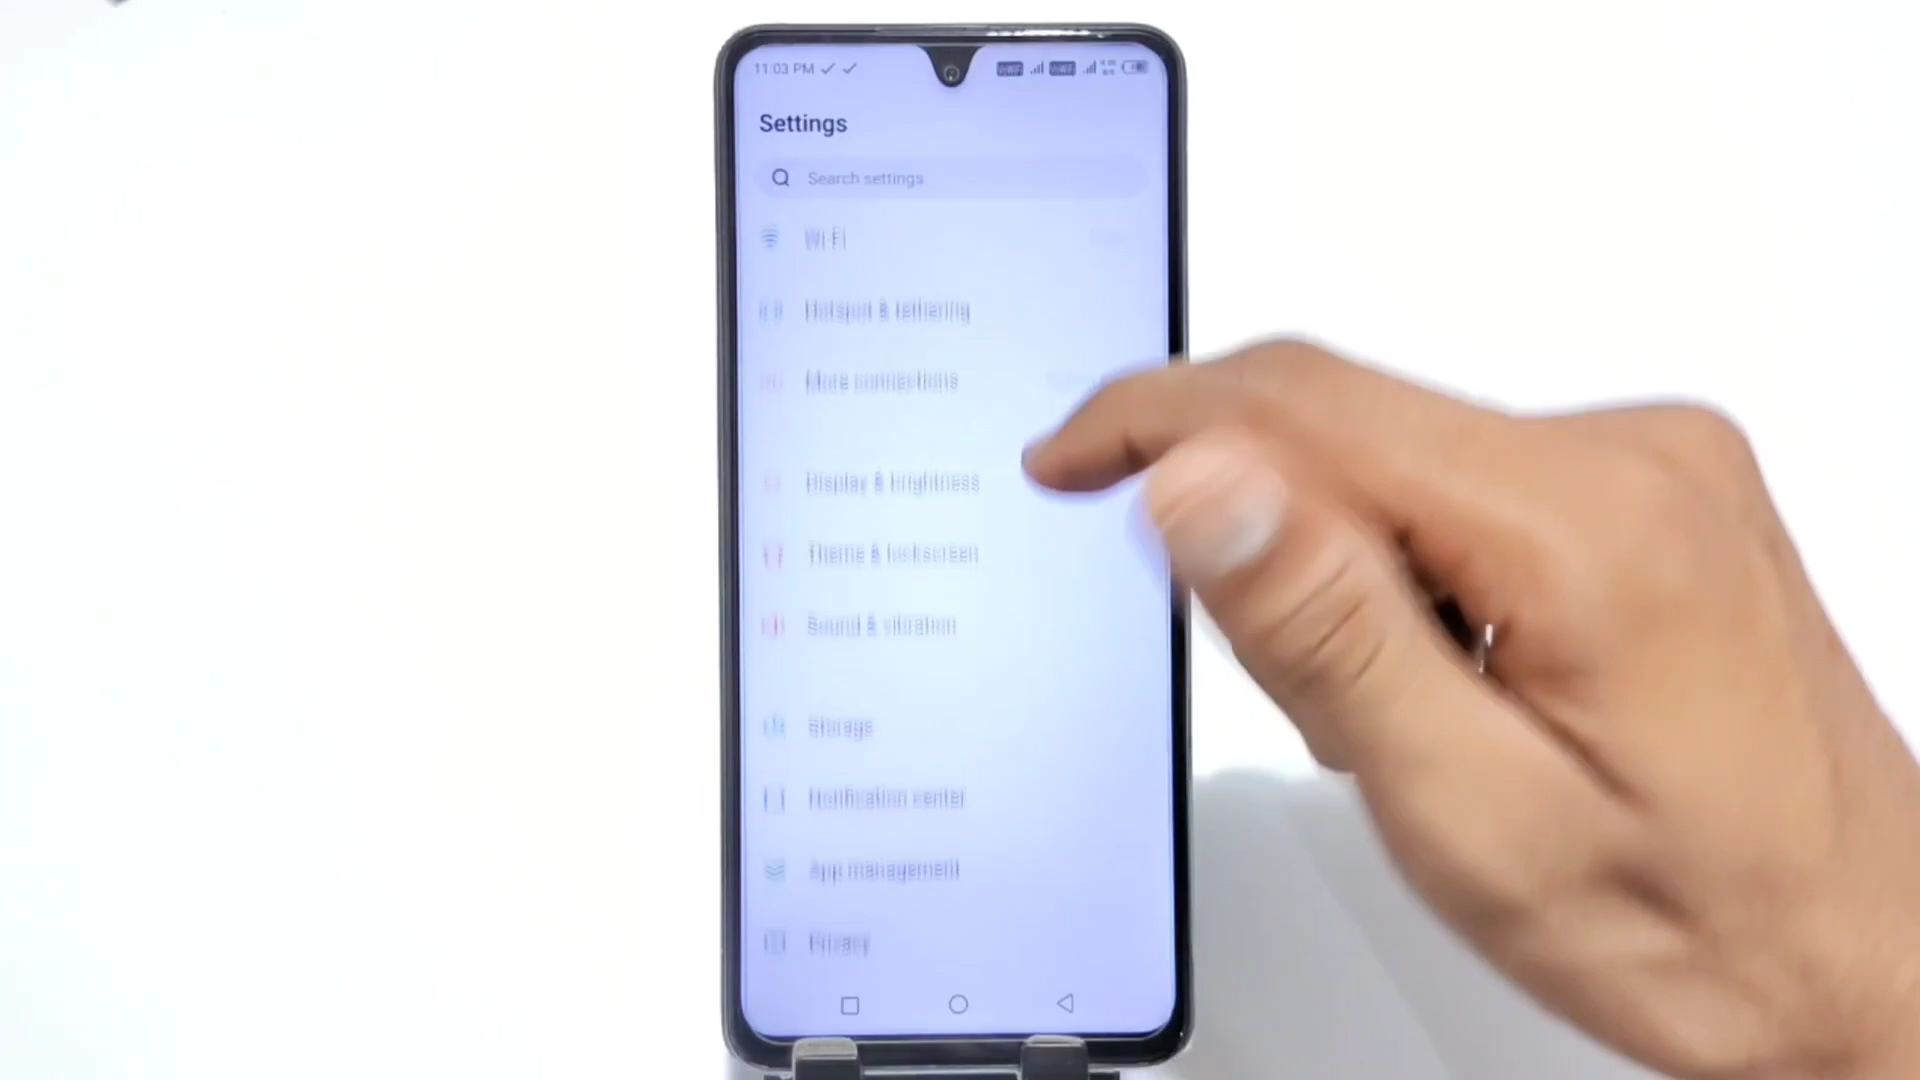 11:03 PM
Settings
Search settings
Wi-Fi
Hotspot & tethering
More connections
Display & brightness
Theme & lockscreen
Sound & vibration
Storage
Notification center
App management
Privacy